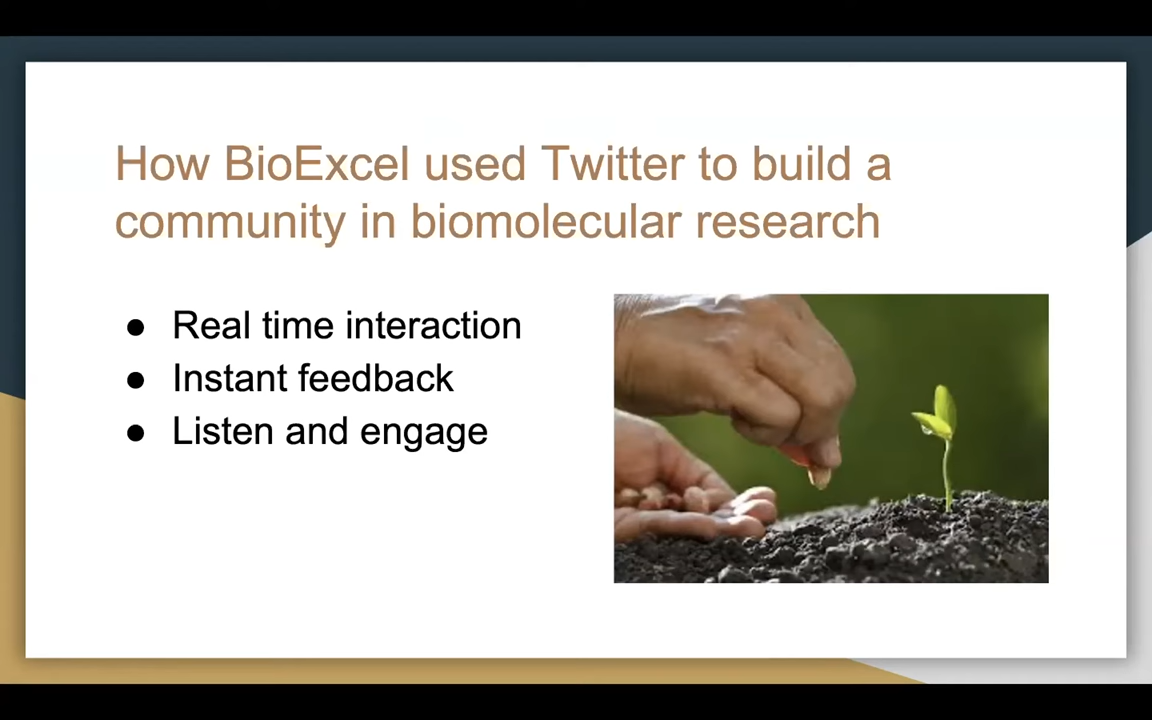 How BioExcel used Twitter to build a
community in biomolecular research
● Real time interaction
● Instant feedback
● Listen and engage